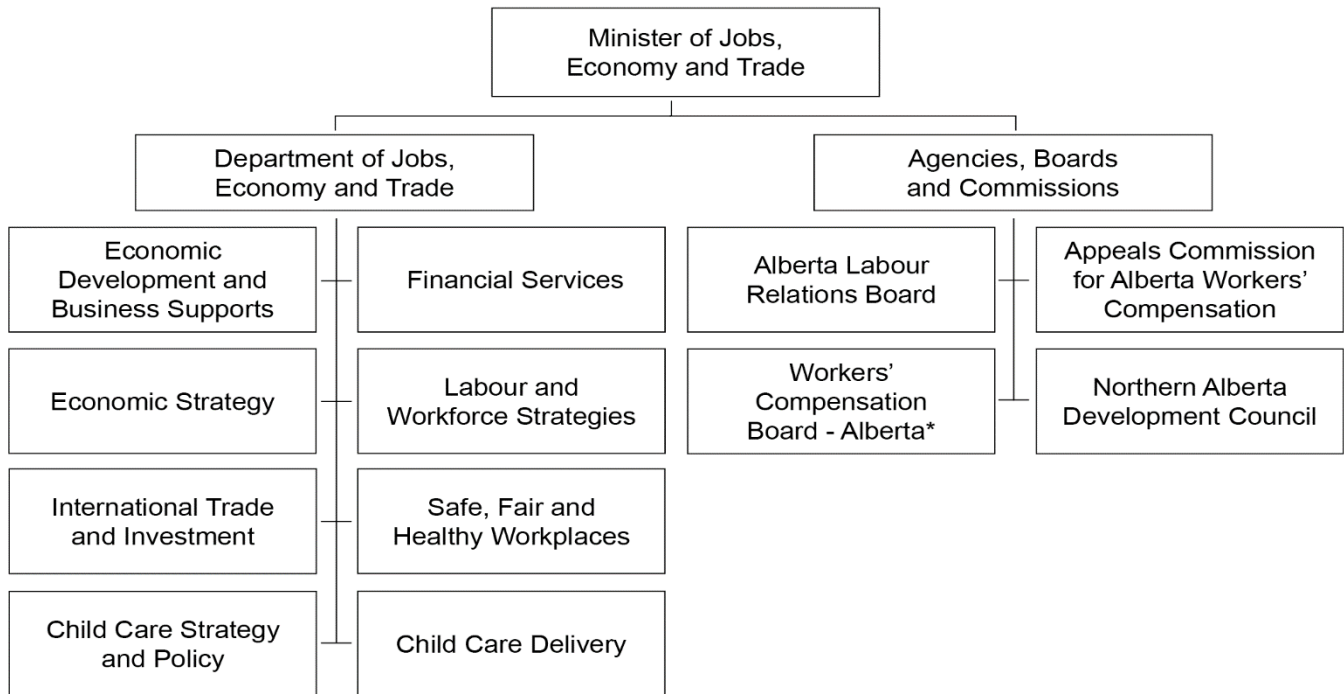 Minister of Jobs,
Economy and Trade
Department of Jobs,
Economy and Trade
Agencies, Boards
and Commissions
Economic
Development and
Business Supports
Financial Services
Alberta Labour
Relations Board
Appeals Commission
for Alberta Workers’
Compensation
Economic Strategy
Labour and
Workforce Strategies
Workers’
Compensation
Board - Alberta*
Northern Alberta
Development Council
International Trade
and Investment
Safe, Fair and
Healthy Workplaces
Child Care Strategy
and Policy
Child Care Delivery